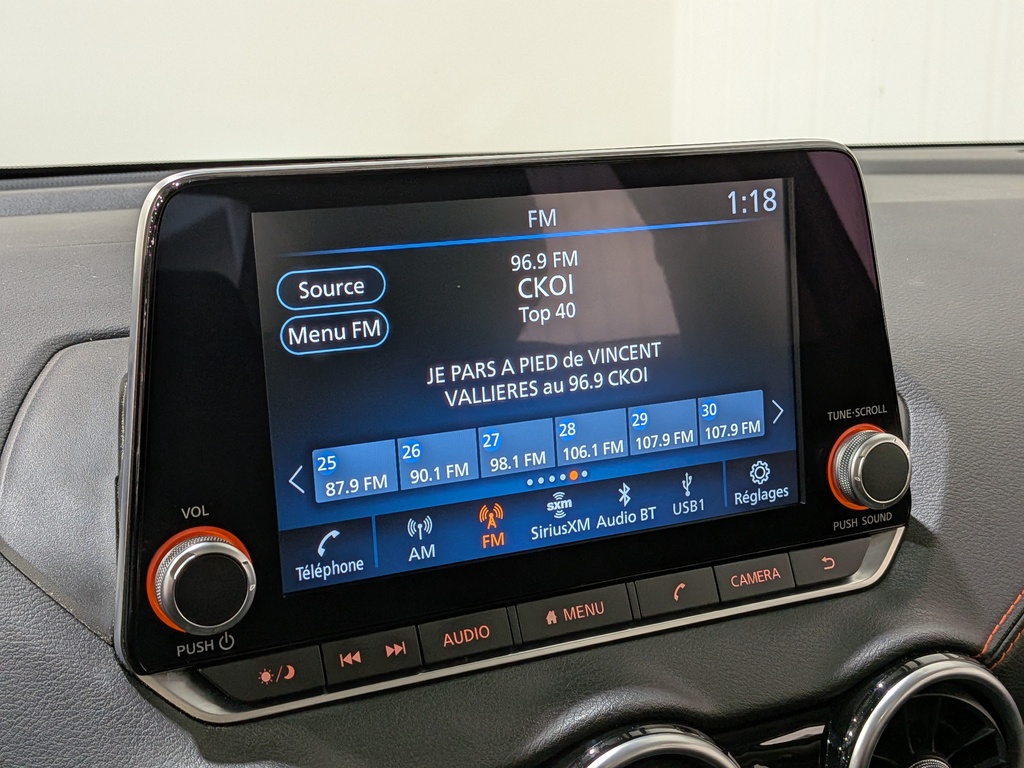 FM
1:18
Source
Menu FM
96.9 FM
CKOI
Top 40
JE PARS A PIED de VINCENT
VALLIERES au 96.9 CKOI
25 26 27 28 29 30
87.9 FM 90.1 FM 98.1 FM 106.1 FM 107.9 FM 107.9 FM
Téléphone
AM
FM
sxm
SiriusXM
Audio BT
USB1
Réglages
VOL
PUSH
TUNE·SCROLL
PUSH SOUND
AUDIO
MENU
CAMERA